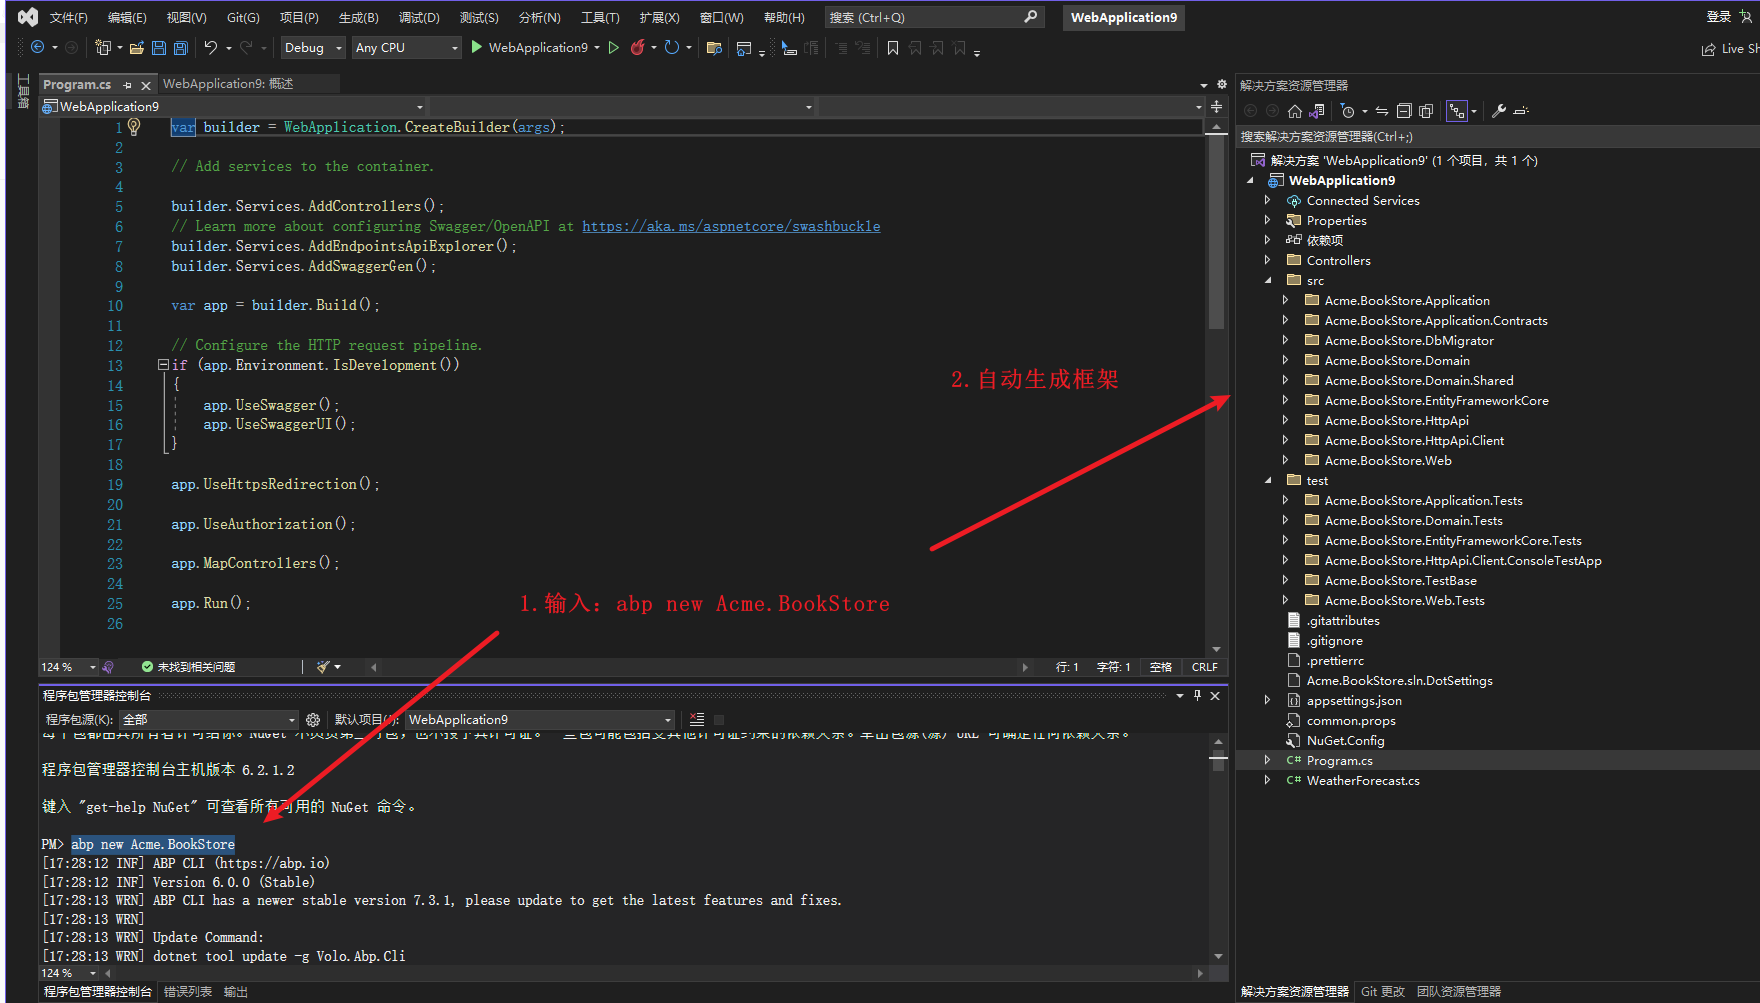 文件(F) 编辑(E) 视图(V) Git(G) 项目(P) 生成(B) 调试(D) 测试(S) 分析(N) 工具(T) 扩展(X) 窗口(W) 帮助(H) 搜索 (Ctrl+Q) WebApplication9 登录
Debug Any CPU WebApplication9 Live Sh
工具箱
Program.cs WebApplication9: 概述
WebApplication9
1 var builder = WebApplication.CreateBuilder(args);
2
3 // Add services to the container.
4
5 builder.Services.AddControllers();
6 // Learn more about configuring Swagger/OpenAPI at https://aka.ms/aspnetcore/swashbuckle
7 builder.Services.AddEndpointsApiExplorer();
8 builder.Services.AddSwaggerGen();
9
10 var app = builder.Build();
11
12 // Configure the HTTP request pipeline.
13 if (app.Environment.IsDevelopment())
14 {
15 app.UseSwagger();
16 app.UseSwaggerUI();
17 }
18
19 app.UseHttpsRedirection();
20
21 app.UseAuthorization();
22
23 app.MapControllers();
24
25 app.Run();
26
2.自动生成框架
1.输入: abp new Acme.BookStore
124 % 未找到相关问题 行: 1 字符: 1 空格 CRLF
程序包管理器控制台
程序包源(K): 全部 默认项目(J): WebApplication9
程序包管理器控制台主机版本 6.2.1.2
键入 "get-help NuGet" 可查看所有可用的 NuGet 命令。
PM> abp new Acme.BookStore
[17:28:12 INF] ABP CLI (https://abp.io)
[17:28:12 INF] Version 6.0.0 (Stable)
[17:28:13 WRN] ABP CLI has a newer stable version 7.3.1, please update to get the latest features and fixes.
[17:28:13 WRN]
[17:28:13 WRN] Update Command:
[17:28:13 WRN] dotnet tool update -g Volo.Abp.Cli
124 %
程序包管理器控制台 错误列表 输出
解决方案资源管理器
搜索解决方案资源管理器(Ctrl+;)
解决方案 'WebApplication9' (1 个项目, 共 1 个)
WebApplication9
Connected Services
Properties
依赖项
Controllers
src
Acme.BookStore.Application
Acme.BookStore.Application.Contracts
Acme.BookStore.DbMigrator
Acme.BookStore.Domain
Acme.BookStore.Domain.Shared
Acme.BookStore.EntityFrameworkCore
Acme.BookStore.HttpApi
Acme.BookStore.HttpApi.Client
Acme.BookStore.Web
test
Acme.BookStore.Application.Tests
Acme.BookStore.Domain.Tests
Acme.BookStore.EntityFrameworkCore.Tests
Acme.BookStore.HttpApi.Client.ConsoleTestApp
Acme.BookStore.TestBase
Acme.BookStore.Web.Tests
.gitattributes
.gitignore
.prettierrc
Acme.BookStore.sln.DotSettings
appsettings.json
common.props
NuGet.Config
C# Program.cs
C# WeatherForecast.cs
解决方案资源管理器 Git 更改 团队资源管理器